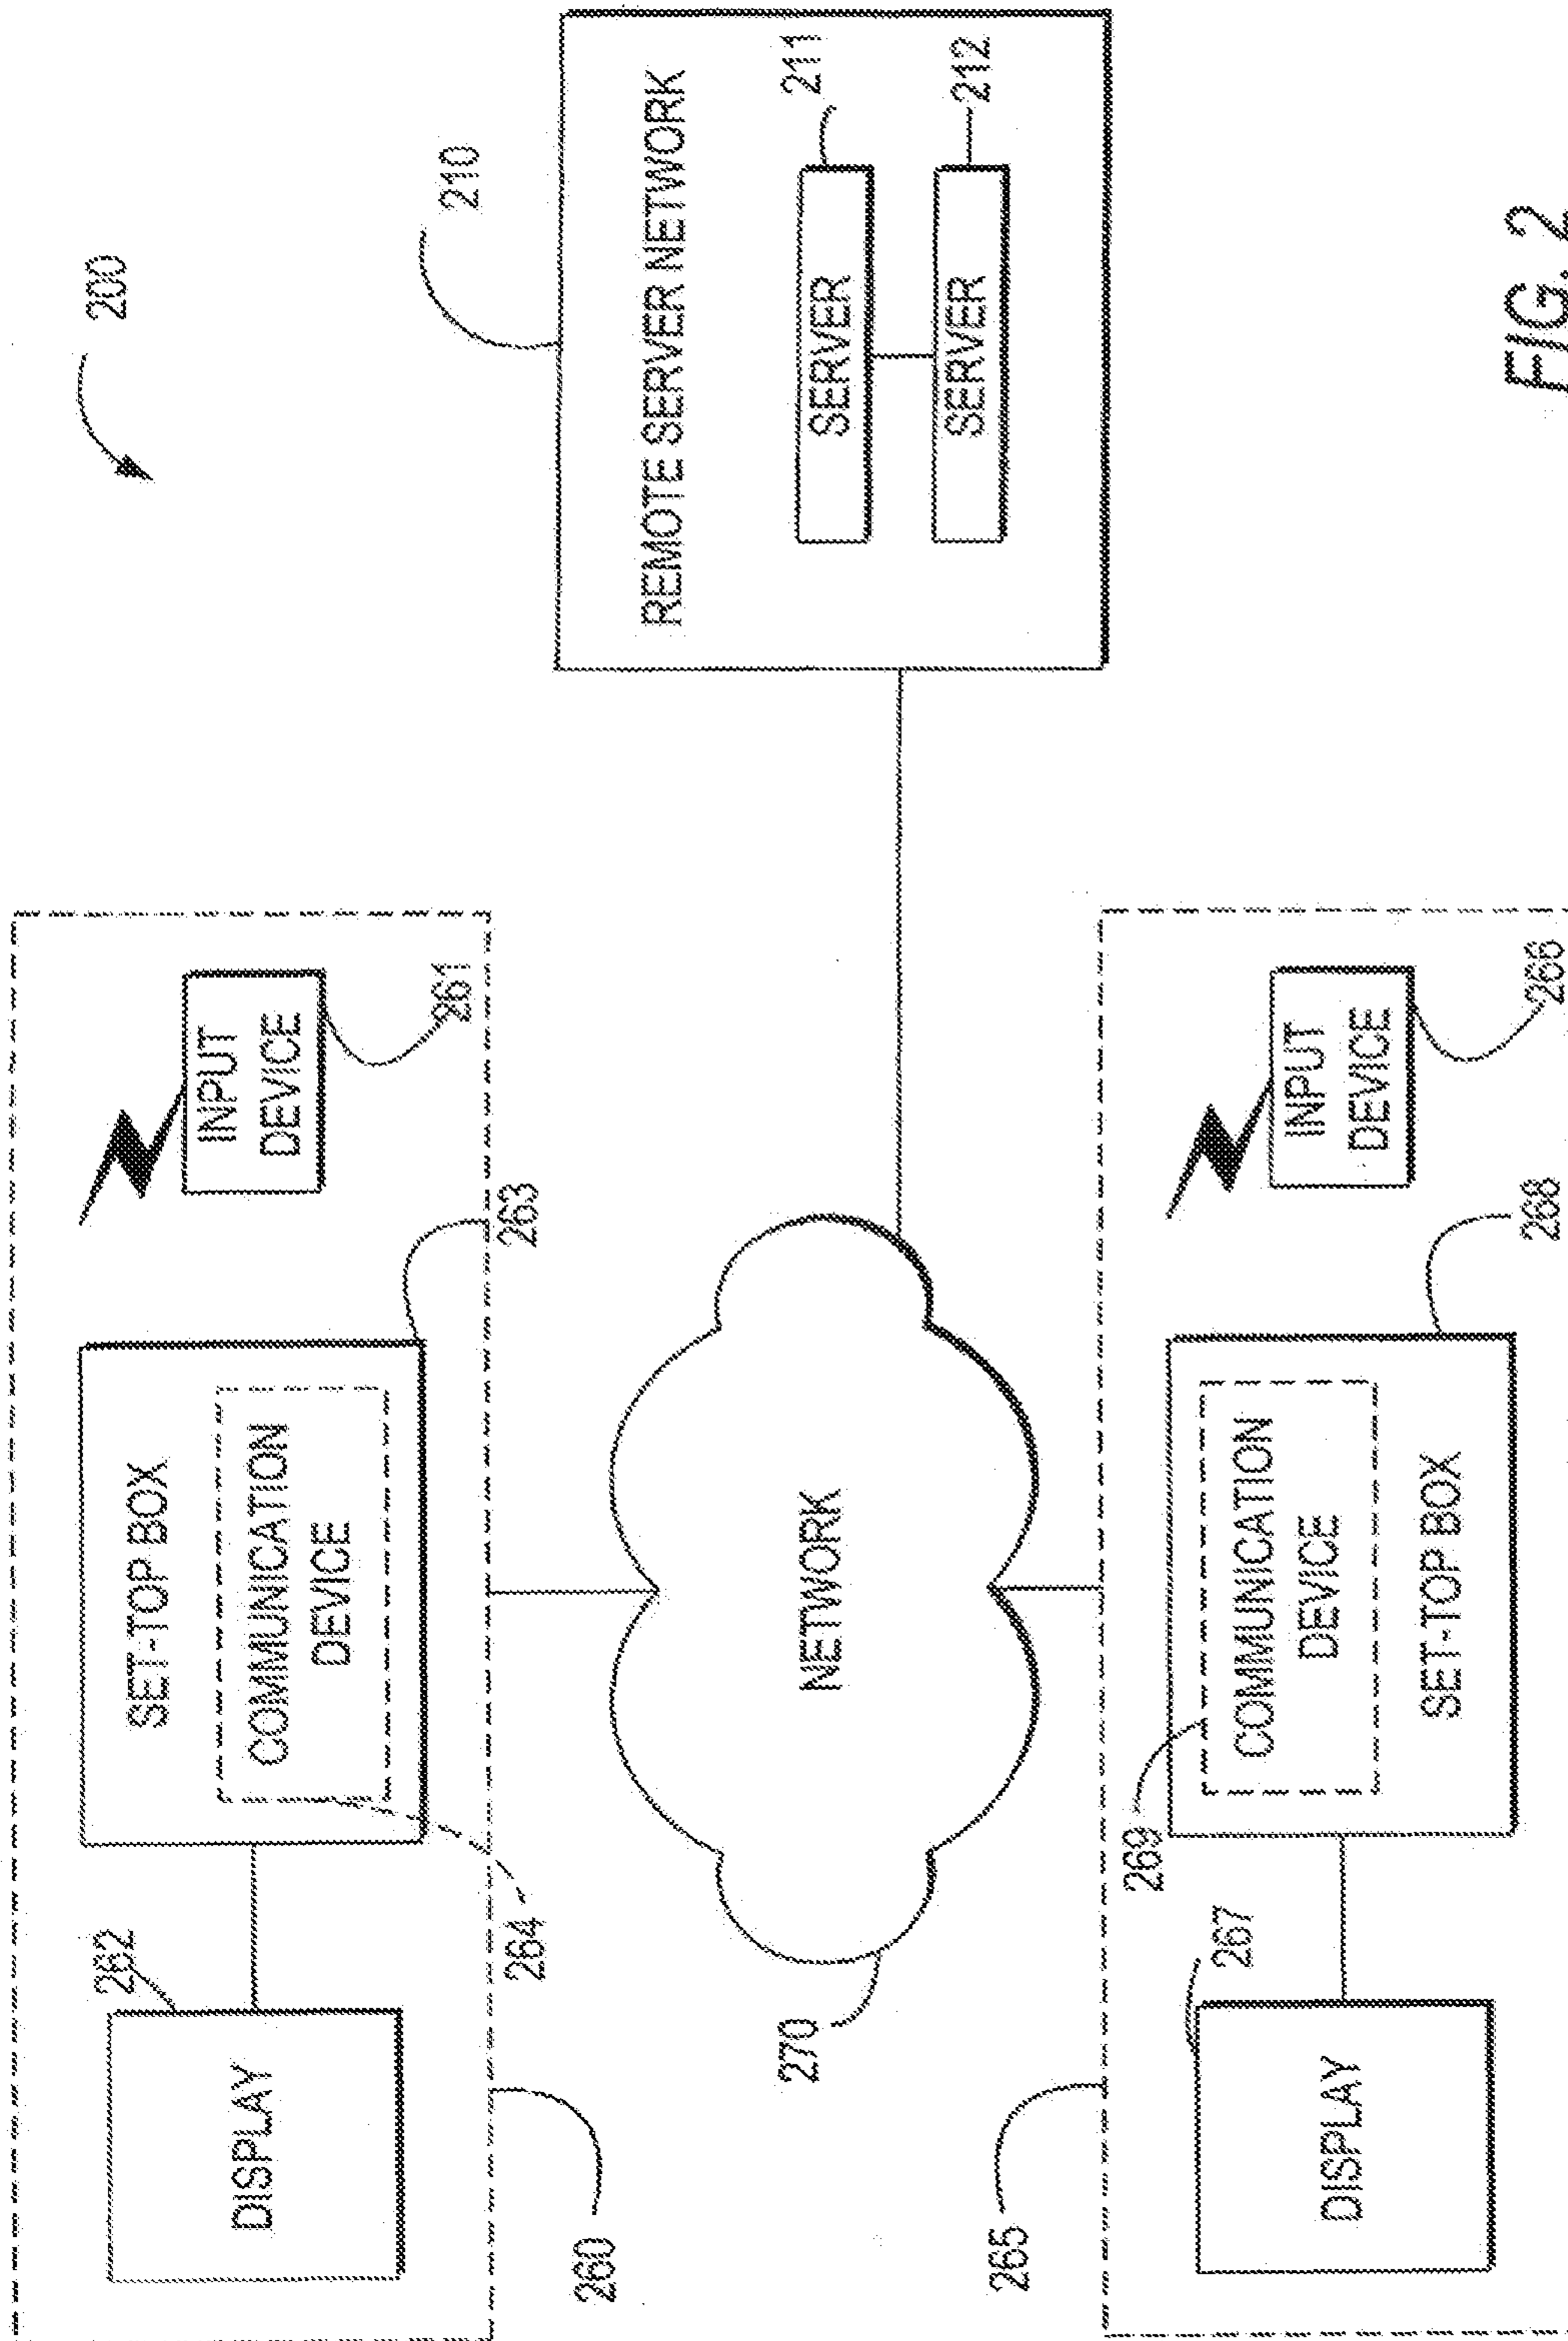 200
SET-TOP BOX
COMMUNICATION
DEVICE
INPUT
DEVICE
261
262
DISPLAY
263
264
260
210
REMOTE SERVER NETWORK
SERVER
211
SERVER
212
NETWORK
270
265
269
COMMUNICATION
DEVICE
SET-TOP BOX
INPUT
DEVICE
266
267
DISPLAY
268
FIG. 2